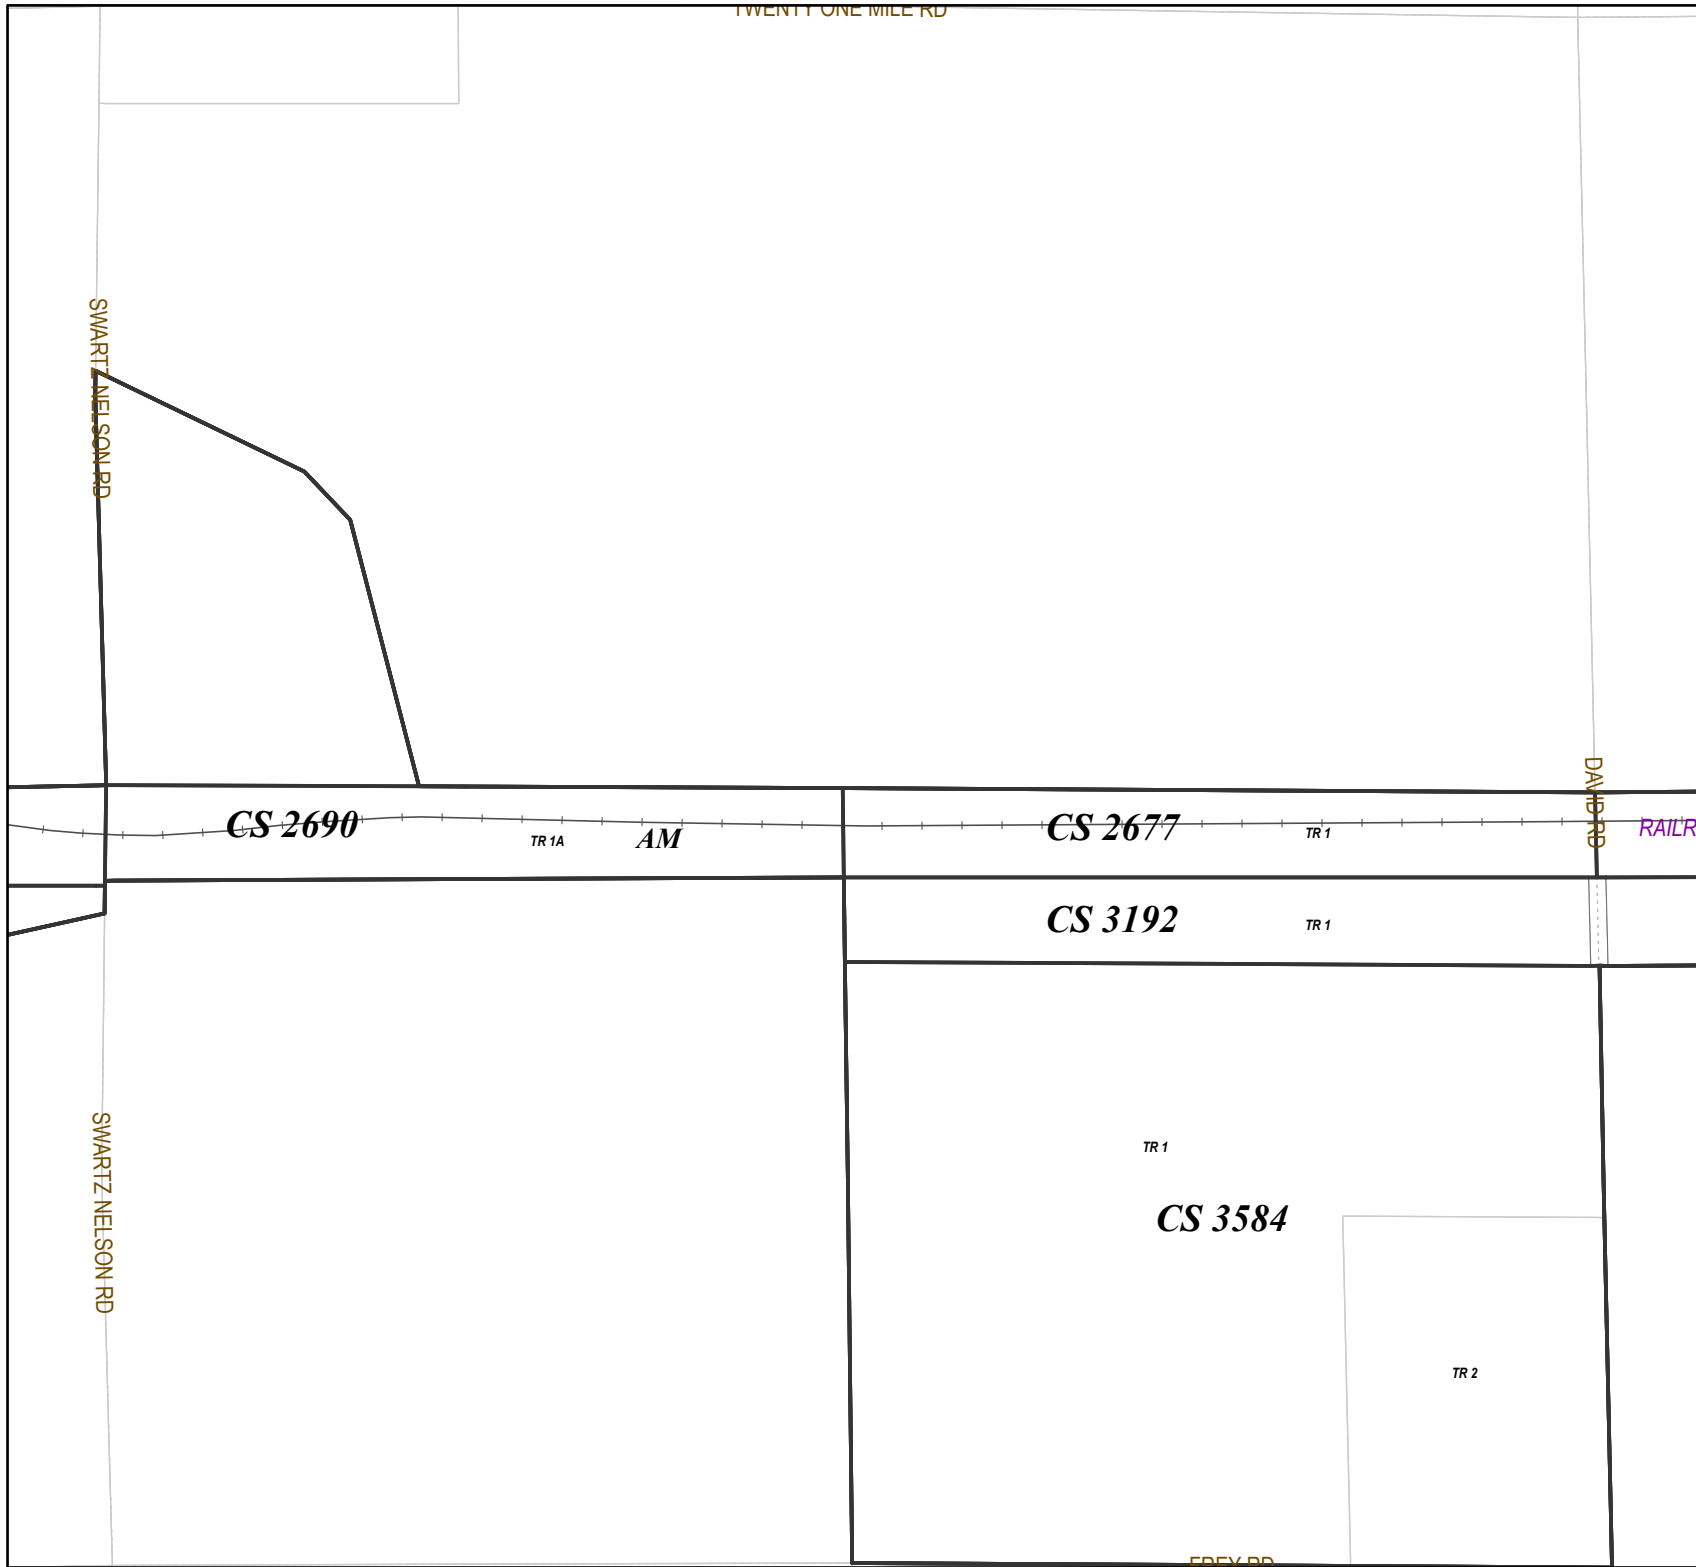 TWENTY ONE MILE RD
SWARTZ NELSON RD
DAVID RD
CS 2690
TR 1A
AM
CS 2677
TR 1
RAILR
CS 3192
TR 1
SWARTZ NELSON RD
TR 1
CS 3584
TR 2
FREY RD